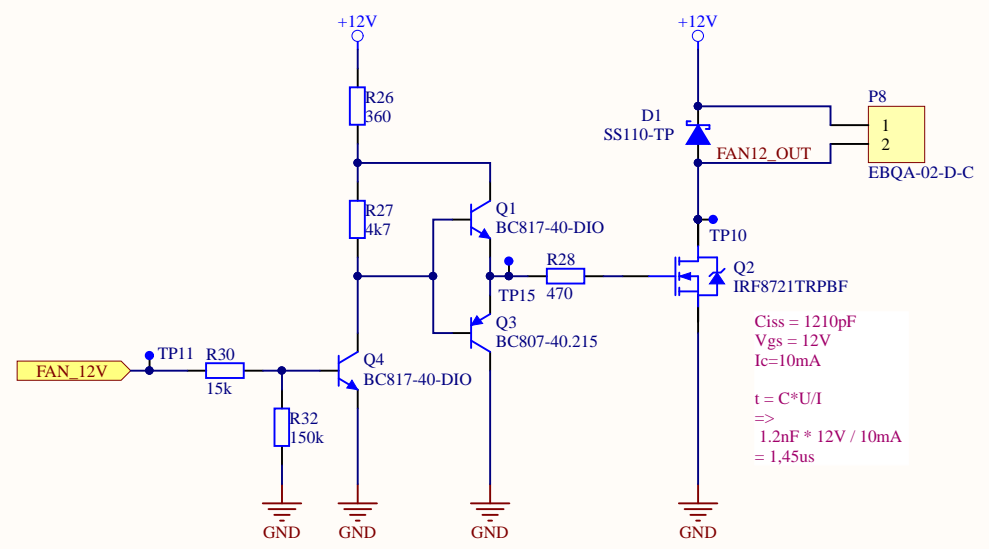 +12V
+12V
R26
360
P8
D1
SS110-TP
1
2
FAN12_OUT
EBQA-02-D-C
R27
4k7
Q1
BC817-40-DIO
TP10
R28
470
TP15
Q2
IRF8721TRPBF
Q3
BC807-40.215
Ciss = 1210pF
Vgs = 12V
Ic=10mA
t = C*U/I
=>
1.2nF * 12V / 10mA
= 1,45us
TP11
R30
15k
FAN_12V
Q4
BC817-40-DIO
R32
150k
GND
GND
GND
GND